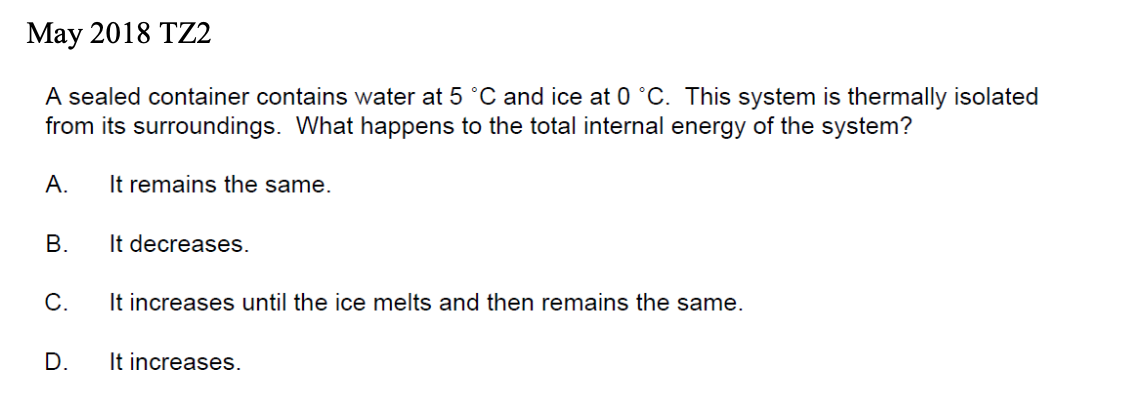 May 2018 TZ2
A sealed container contains water at 5 °C and ice at 0 °C. This system is thermally isolated
from its surroundings. What happens to the total internal energy of the system?
A. It remains the same.
B. It decreases.
C. It increases until the ice melts and then remains the same.
D. It increases.